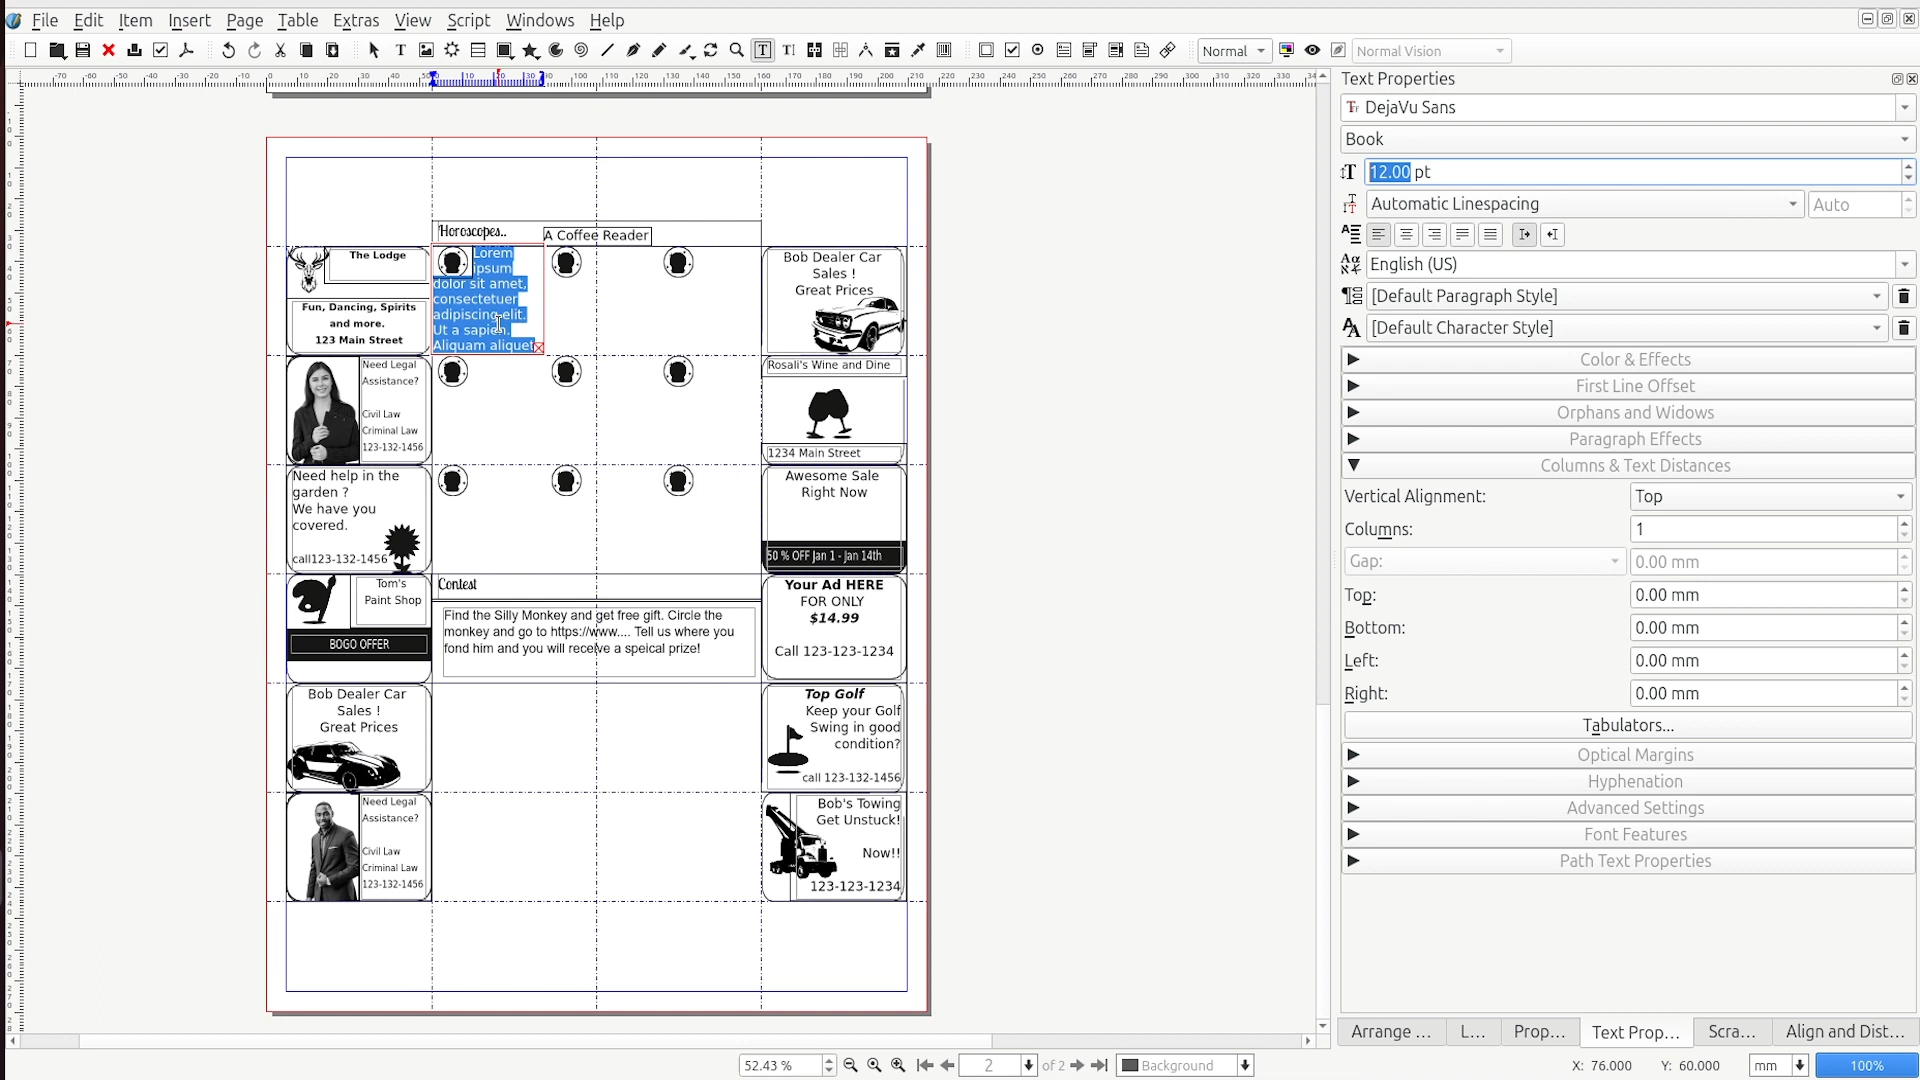 File Edit Item Insert Page Table Extras View Script Windows Help
Normal
Normal Vision
Text Properties
DejaVu Sans
Book
12.00 pt
Automatic Linespacing
Auto
English (US)
[Default Paragraph Style]
[Default Character Style]
Color & Effects
First Line Offset
Orphans and Widows
Paragraph Effects
Columns & Text Distances
Vertical Alignment:
Top
Columns:
1
Gap:
0.00 mm
Top:
0.00 mm
Bottom:
0.00 mm
Left:
0.00 mm
Right:
0.00 mm
Tabulators...
Optical Margins
Hyphenation
Advanced Settings
Font Features
Path Text Properties
Arrange ...
L...
Prop...
Text Prop...
Scra...
Align and Dist...
Horoscopes..
A Coffee Reader
The Lodge
Fun, Dancing, Spirits
and more.
123 Main Street
Lorem
ipsum
dolor sit amet,
consectetuer
adipiscing elit.
Ut a sapien.
Aliquam aliquet
Bob Dealer Car
Sales !
Great Prices
Need Legal
Assistance?
Civil Law
Criminal Law
123-132-1456
Rosali's Wine and Dine
1234 Main Street
Need help in the
garden ?
We have you
covered.
call123-132-1456
Awesome Sale
Right Now
50 % OFF Jan 1 - Jan 14th
Tom's
Paint Shop
BOGO OFFER
Contest
Find the Silly Monkey and get free gift. Circle the
monkey and go to https://www.... Tell us where you
fond him and you will receive a speical prize!
Your Ad HERE
FOR ONLY
$14.99
Call 123-123-1234
Bob Dealer Car
Sales !
Great Prices
Top Golf
Keep your Golf
Swing in good
condition?
call 123-132-1456
Need Legal
Assistance?
Civil Law
Criminal Law
123-132-1456
Bob's Towing
Get Unstuck!
Now!!
123-123-1234
52.43 %
2
of 2
Background
X: 76.000
Y: 60.000
mm
100%